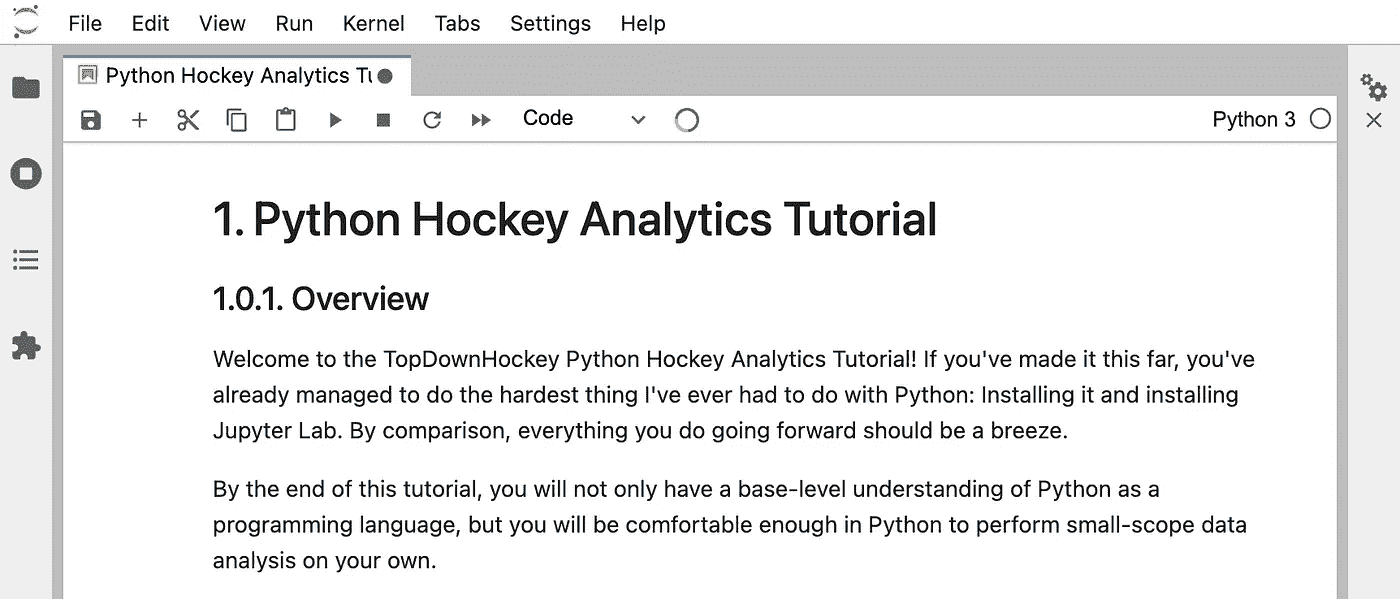 File Edit View Run Kernel Tabs Settings Help
Python Hockey Analytics Tu
Code
Python 3
1. Python Hockey Analytics Tutorial
1.0.1. Overview
Welcome to the TopDownHockey Python Hockey Analytics Tutorial! If you've made it this far, you've
already managed to do the hardest thing I've ever had to do with Python: Installing it and installing
Jupyter Lab. By comparison, everything you do going forward should be a breeze.
By the end of this tutorial, you will not only have a base-level understanding of Python as a
programming language, but you will be comfortable enough in Python to perform small-scope data
analysis on your own.